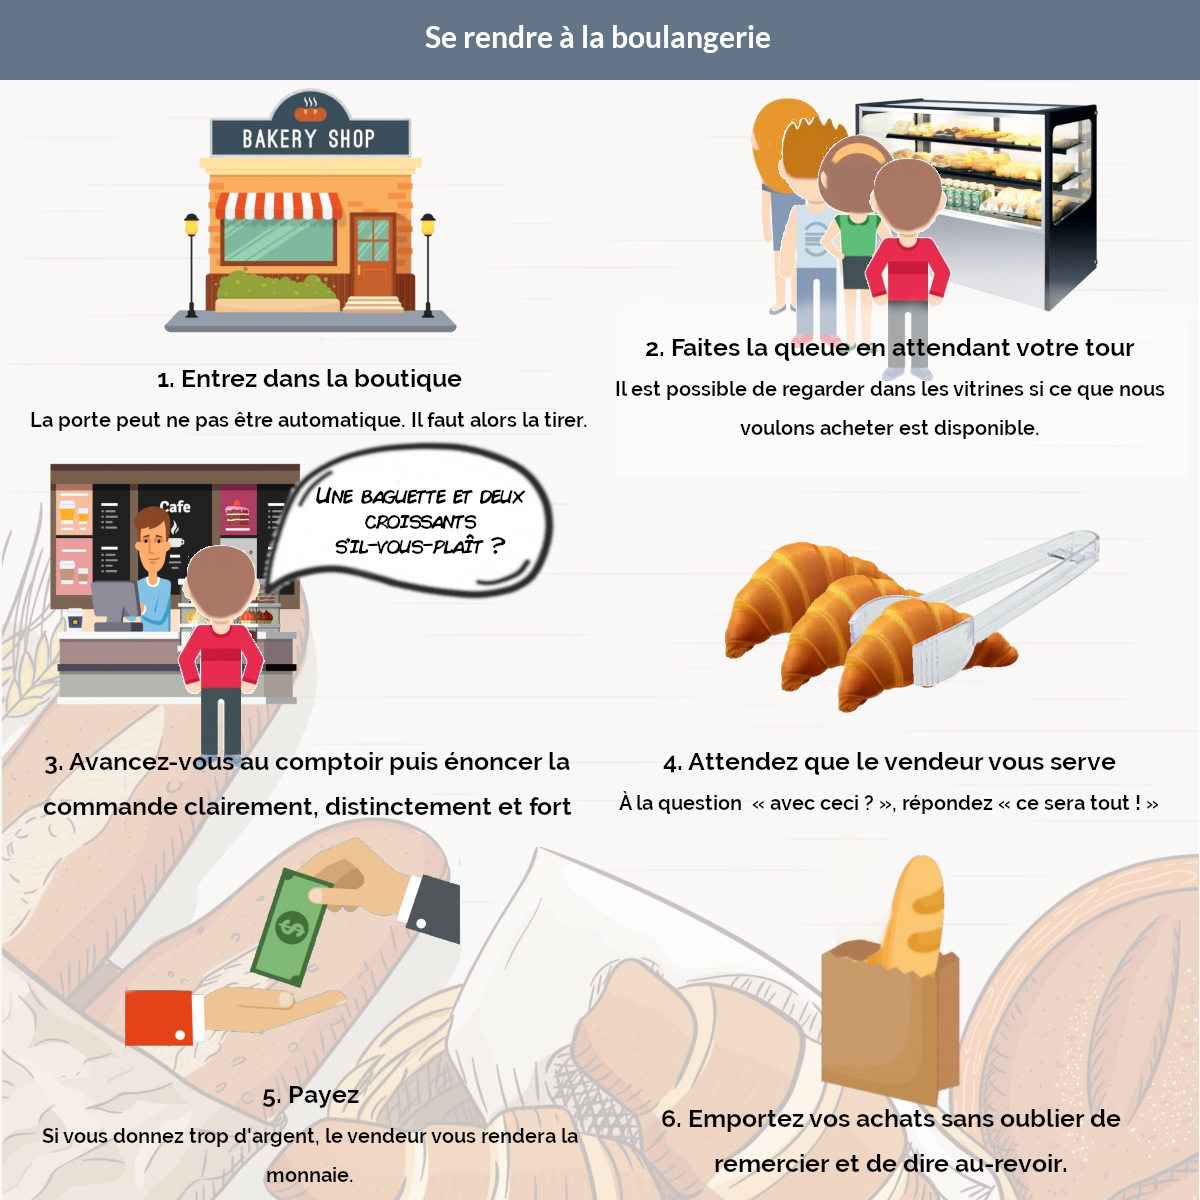 Se rendre à la boulangerie
BAKERY SHOP
1. Entrez dans la boutique
La porte peut ne pas être automatique. Il faut alors la tirer.
2. Faites la queue en attendant votre tour
Il est possible de regarder dans les vitrines si ce que nous
voulons acheter est disponible.
Cafe
UNE BAGUETTE ET DEUX
CROISSANTS
S'IL-VOUS-PLAÎT ?
3. Avancez-vous au comptoir puis énoncer la
commande clairement, distinctement et fort
4. Attendez que le vendeur vous serve
À la question « avec ceci ? », répondez « ce sera tout ! »
$
5. Payez
Si vous donnez trop d'argent, le vendeur vous rendera la
monnaie.
6. Emportez vos achats sans oublier de
remercier et de dire au-revoir.